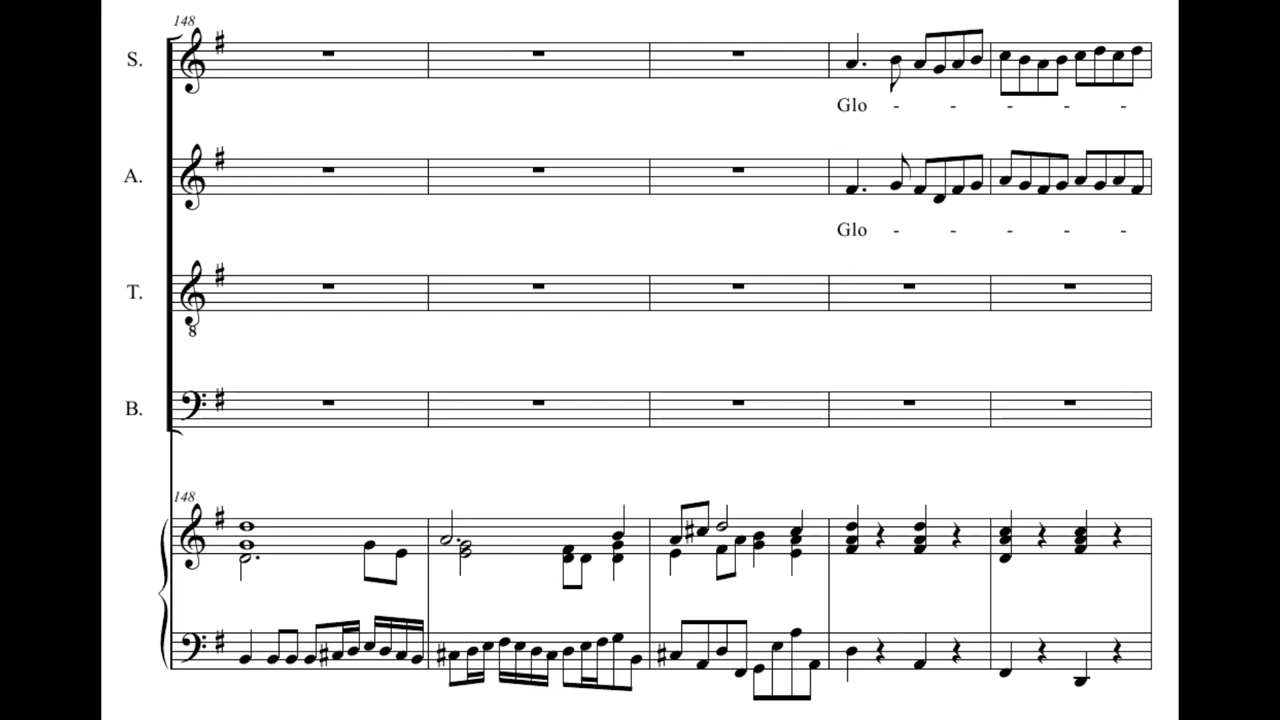 148
S.
Glo - - - - -
A.
Glo - - - - -
T.
8
B.
148